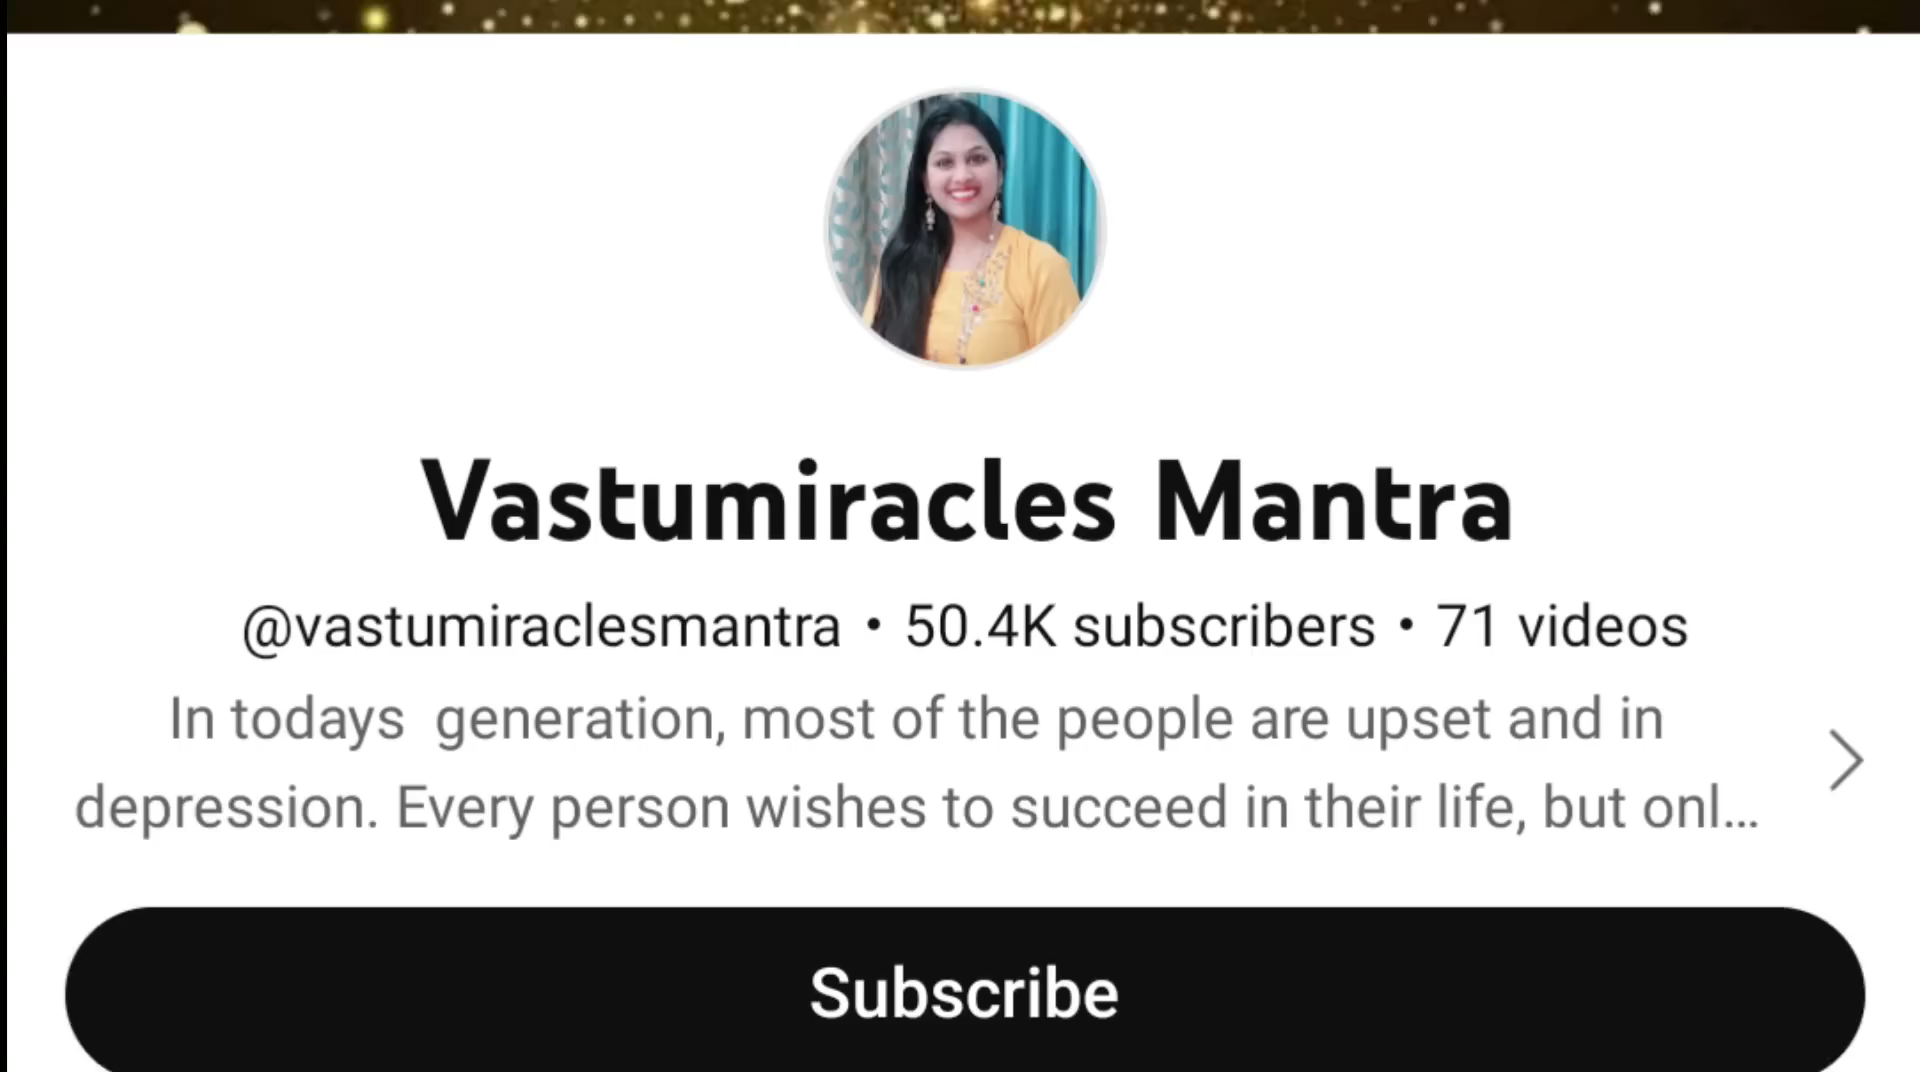 Vastumiracles Mantra
@vastumiraclesmantra • 50.4K subscribers • 71 videos
In todays  generation, most of the people are upset and in
depression. Every person wishes to succeed in their life, but onl...
Subscribe